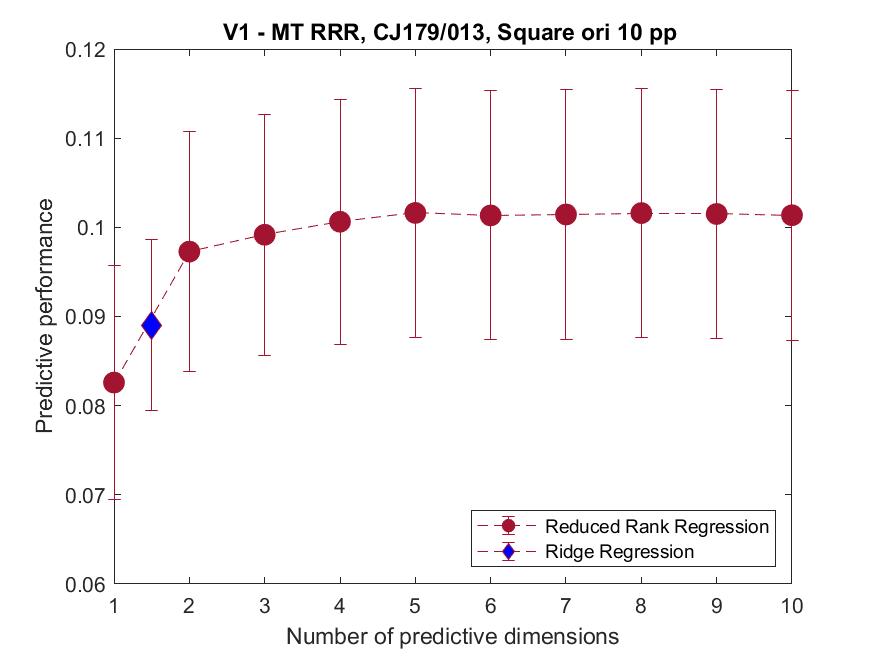 V1 - MT RRR, CJ179/013, Square ori 10 pp
0.12
0.11
0.1
0.09
0.08
0.07
0.06
Predictive performance
1 2 3 4 5 6 7 8 9 10
Number of predictive dimensions
Reduced Rank Regression
Ridge Regression